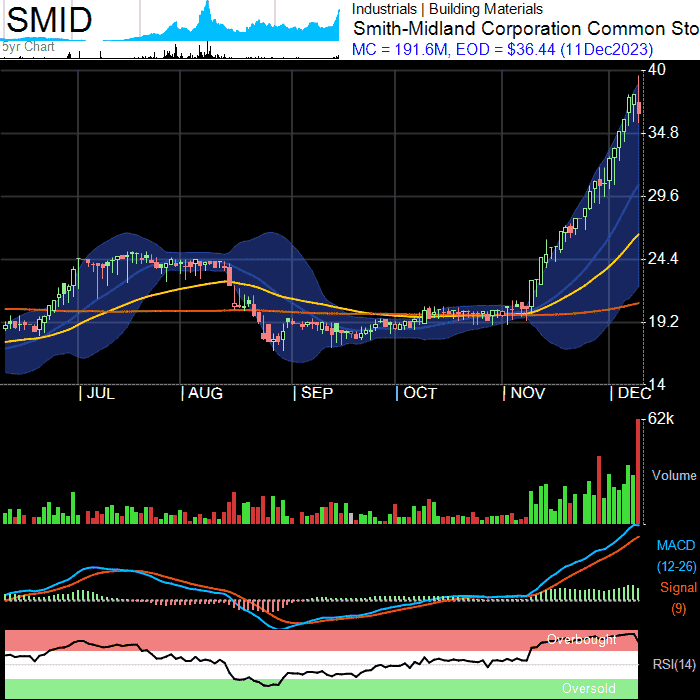 SMID
5yr Chart
Industrials | Building Materials
Smith-Midland Corporation Common Sto
MC = 191.6M, EOD = $36.44 (11Dec2023)
40
34.8
29.6
24.4
19.2
14
| JUL | AUG | SEP | OCT | NOV | DEC
62k
Volume
MACD
(12-26)
Signal
(9)
Overbought
RSI(14)
Oversold